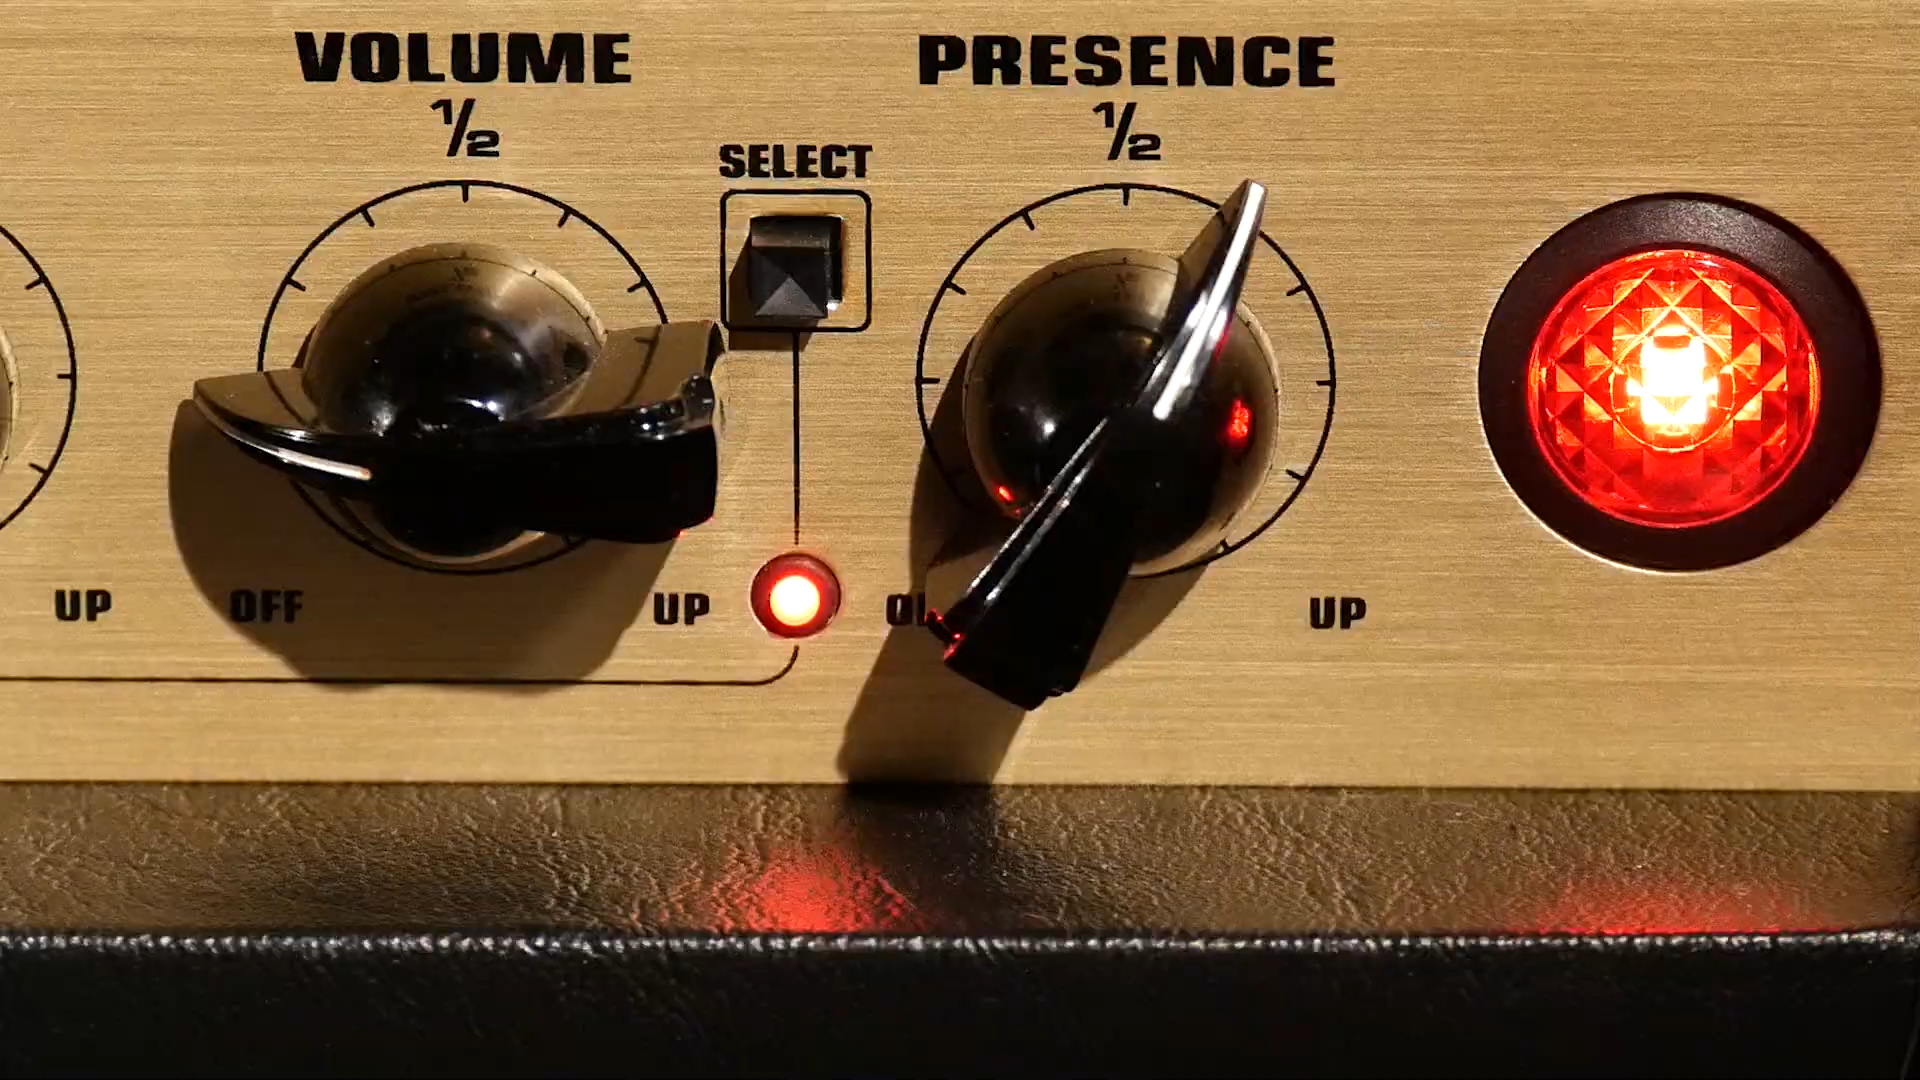 VOLUME
1/2
PRESENCE
1/2
SELECT
UP
OFF
UP
UP